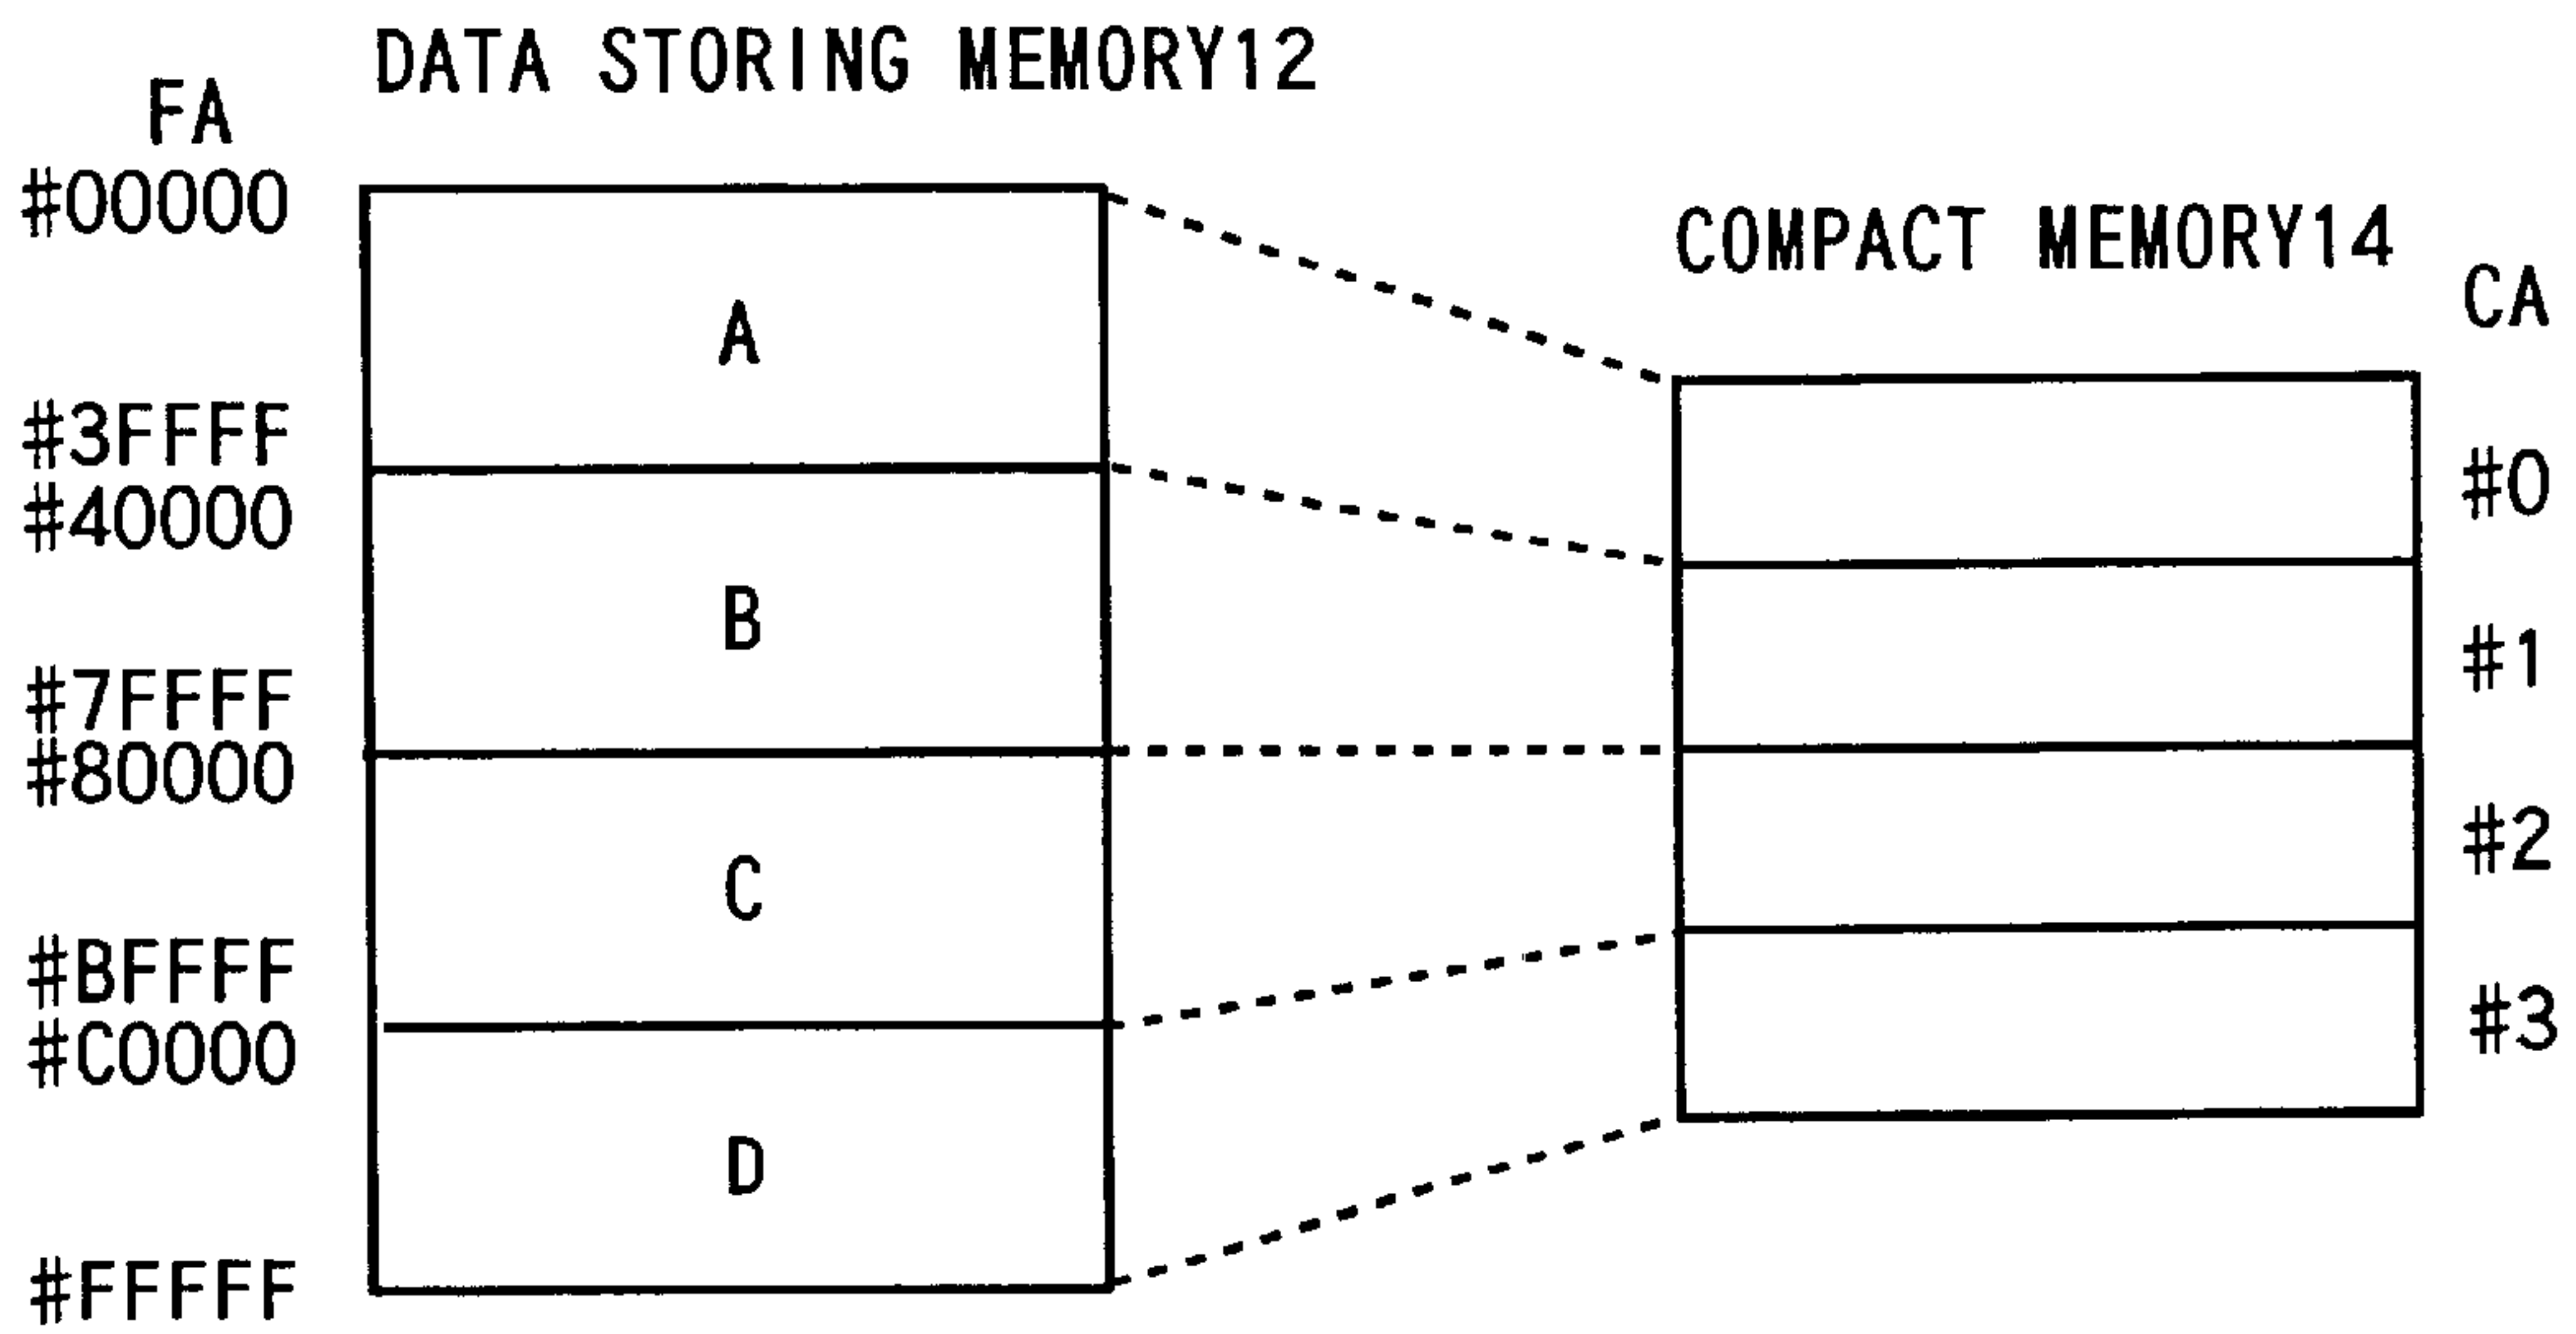 DATA STORING MEMORY12
FA
#00000
A
#3FFFF
#40000
B
#7FFFF
#80000
C
#BFFFF
#C0000
D
#FFFFF
COMPACT MEMORY14
CA
#0
#1
#2
#3